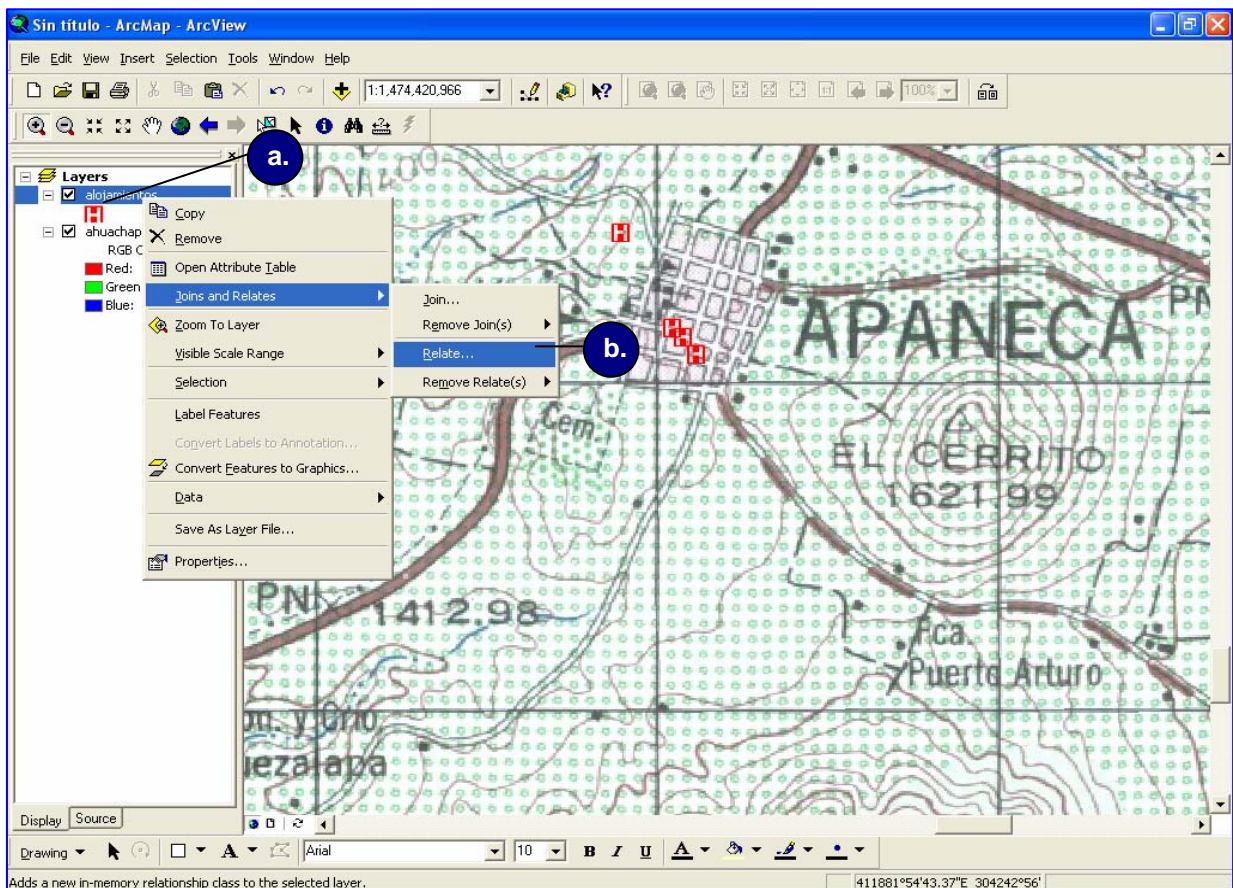 Sin título - ArcMap - ArcView
File Edit View Insert Selection Tools Window Help
1:1,474,420,966
100%
a.
Layers
alojamientos
ahuachap
RGB C
Red:
Green
Blue:
Copy
Remove
Open Attribute Table
Joins and Relates
Zoom To Layer
Visible Scale Range
Selection
Label Features
Convert Labels to Annotation...
Convert Features to Graphics...
Data
Save As Layer File...
Properties...
Join...
Remove Join(s)
Relate...
Remove Relate(s)
b.
H
H
H
H
H
APANECA
PN
Cem.
EL CERRITO
1621.99
PN
1412.98
Fca.
Puerto Arturo
Display Source
Drawing
A
Arial
10
B I U A
Adds a new in-memory relationship class to the selected layer.
411881°54'43.37"E 304242°56'